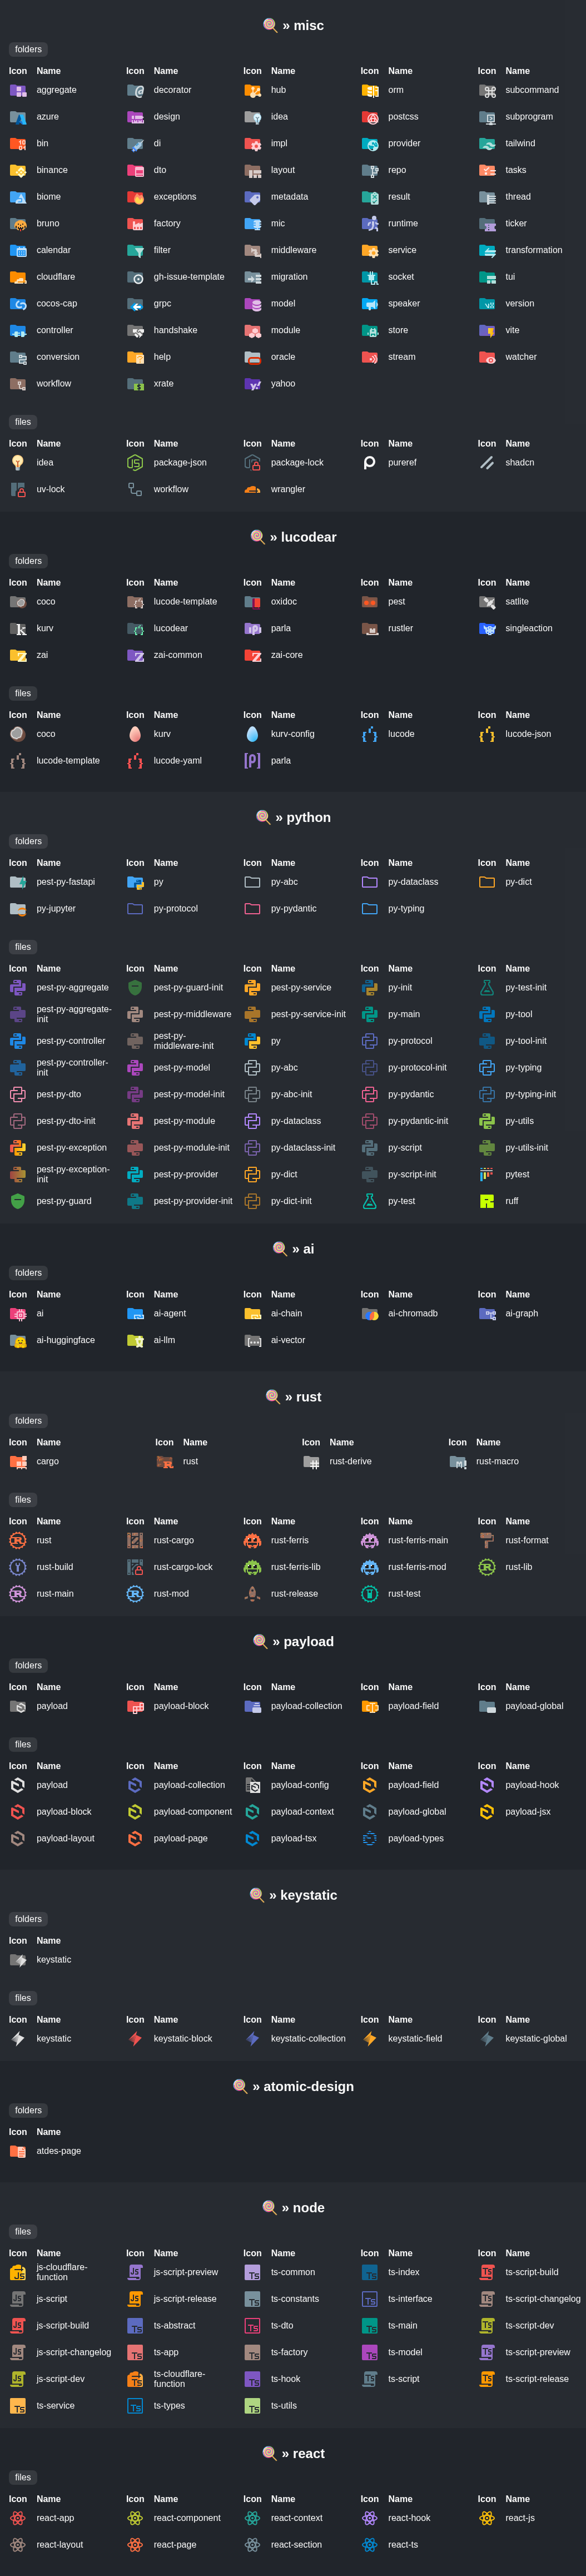 » misc
folders
Icon Name Icon Name Icon Name Icon Name Icon Name
aggregate decorator hub orm subcommand
azure design idea postcss subprogram
bin di impl provider tailwind
binance dto layout repo tasks
biome exceptions metadata result thread
bruno factory mic runtime ticker
calendar filter middleware service transformation
cloudflare gh-issue-template migration socket tui
cocos-cap grpc model speaker version
controller handshake module store vite
conversion help oracle stream watcher
workflow xrate yahoo
files
Icon Name Icon Name Icon Name Icon Name Icon Name
idea package-json package-lock pureref shadcn
uv-lock workflow wrangler
» lucodear
folders
Icon Name Icon Name Icon Name Icon Name Icon Name
coco lucode-template oxidoc pest satlite
kurv lucodear parla rustler singleaction
zai zai-common zai-core
files
Icon Name Icon Name Icon Name Icon Name Icon Name
coco kurv kurv-config lucode lucode-json
lucode-template lucode-yaml parla
» python
folders
Icon Name Icon Name Icon Name Icon Name Icon Name
pest-py-fastapi py py-abc py-dataclass py-dict
py-jupyter py-protocol py-pydantic py-typing
files
Icon Name Icon Name Icon Name Icon Name Icon Name
pest-py-aggregate pest-py-guard-init pest-py-service py-init py-test-init
pest-py-aggregate-init pest-py-middleware pest-py-service-init py-main py-tool
pest-py-controller pest-py-middleware-init py py-protocol py-tool-init
pest-py-controller-init pest-py-model py-abc py-protocol-init py-typing
pest-py-dto pest-py-model-init py-abc-init py-pydantic py-typing-init
pest-py-dto-init pest-py-module py-dataclass py-pydantic-init py-utils
pest-py-exception pest-py-module-init py-dataclass-init py-script py-utils-init
pest-py-exception-init pest-py-provider py-dict py-script-init pytest
pest-py-guard pest-py-provider-init py-dict-init py-test ruff
» ai
folders
Icon Name Icon Name Icon Name Icon Name Icon Name
ai ai-agent ai-chain ai-chromadb ai-graph
ai-huggingface ai-llm ai-vector
» rust
folders
Icon Name Icon Name Icon Name Icon Name
cargo rust rust-derive rust-macro
files
Icon Name Icon Name Icon Name Icon Name Icon Name
rust rust-cargo rust-ferris rust-ferris-main rust-format
rust-build rust-cargo-lock rust-ferris-lib rust-ferris-mod rust-lib
rust-main rust-mod rust-release rust-test
» payload
folders
Icon Name Icon Name Icon Name Icon Name Icon Name
payload payload-block payload-collection payload-field payload-global
files
Icon Name Icon Name Icon Name Icon Name Icon Name
payload payload-collection payload-config payload-field payload-hook
payload-block payload-component payload-context payload-global payload-jsx
payload-layout payload-page payload-tsx payload-types
» keystatic
folders
Icon Name
keystatic
files
Icon Name Icon Name Icon Name Icon Name Icon Name
keystatic keystatic-block keystatic-collection keystatic-field keystatic-global
» atomic-design
folders
Icon Name
atdes-page
» node
files
Icon Name Icon Name Icon Name Icon Name Icon Name
js-cloudflare-function js-script-preview ts-common ts-index ts-script-build
js-script js-script-release ts-constants ts-interface ts-script-changelog
js-script-build ts-abstract ts-dto ts-main ts-script-dev
js-script-changelog ts-app ts-factory ts-model ts-script-preview
js-script-dev ts-cloudflare-function ts-hook ts-script ts-script-release
ts-service ts-types ts-utils
» react
files
Icon Name Icon Name Icon Name Icon Name Icon Name
react-app react-component react-context react-hook react-js
react-layout react-page react-section react-ts